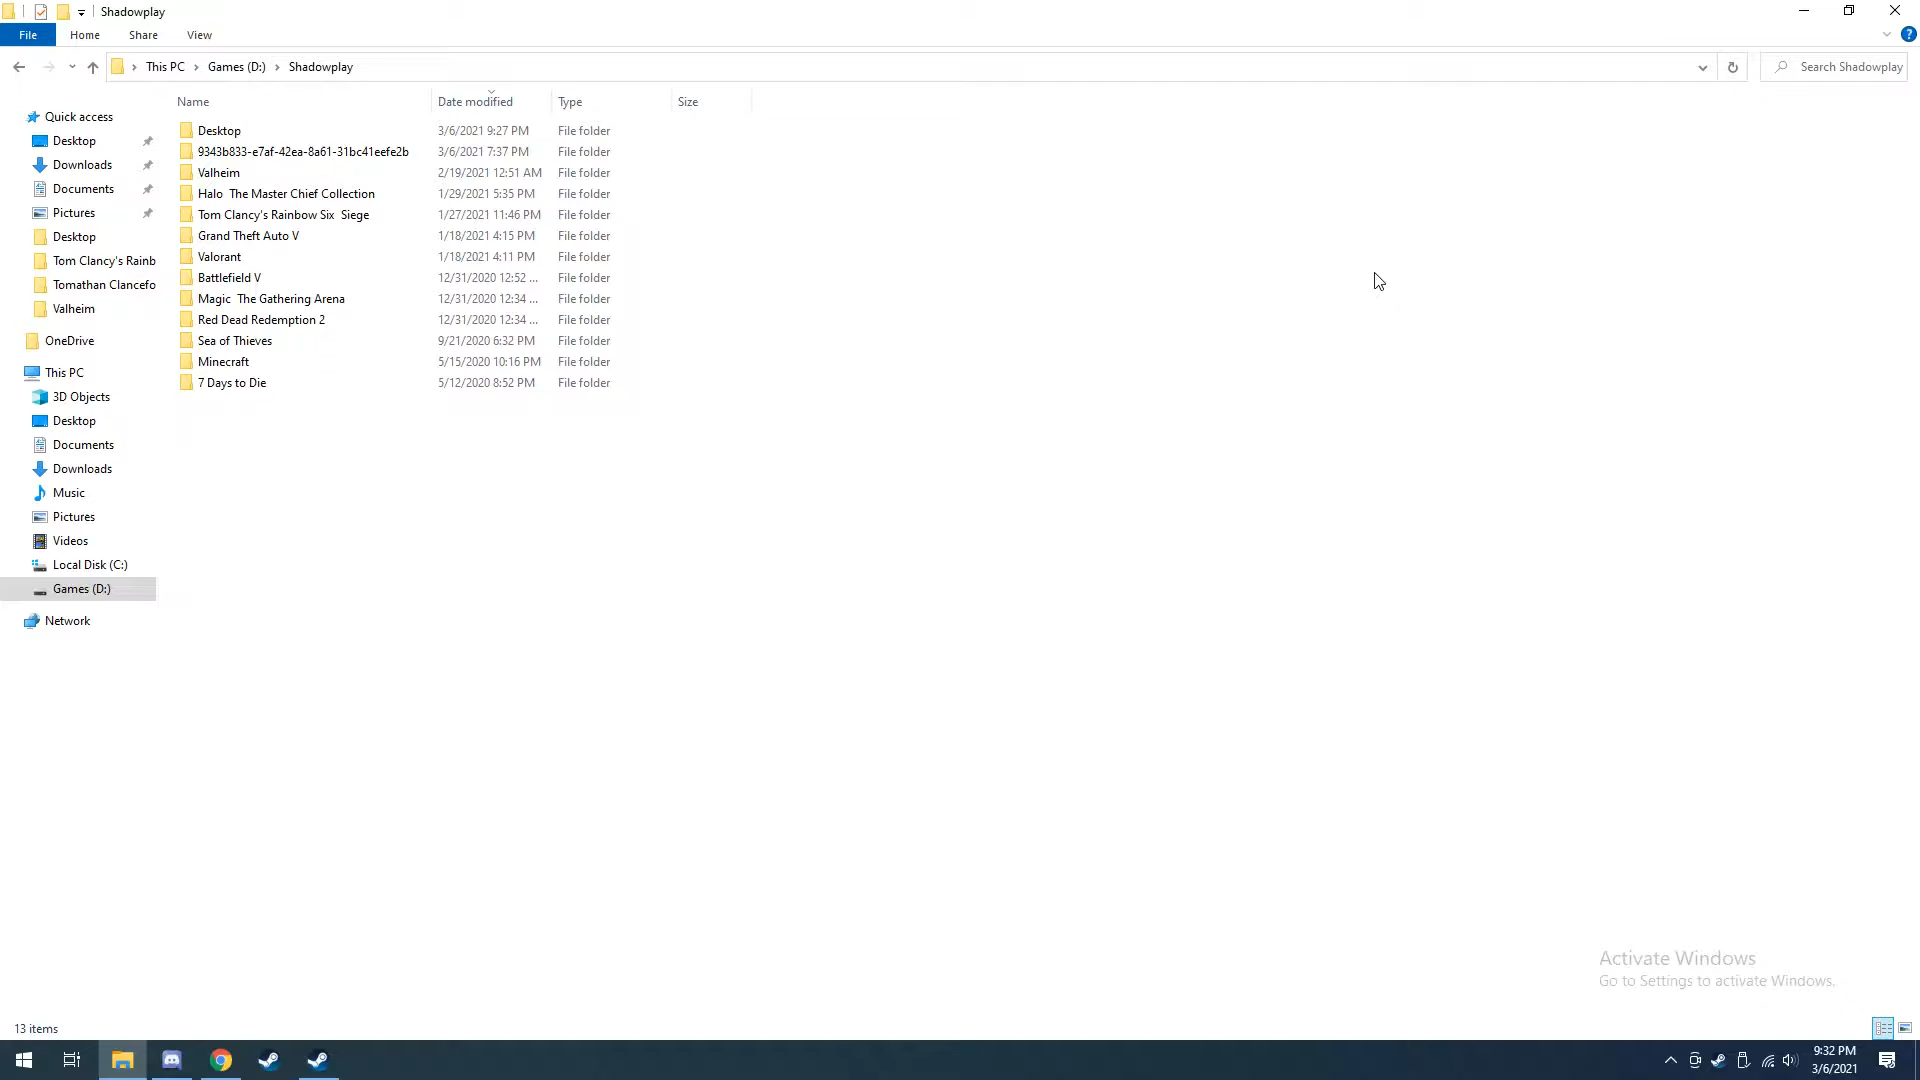 Shadowplay
File Home Share View
This PC Games (D:) Shadowplay
Search Shadowplay
Name Date modified Type Size
Quick access
Desktop
Downloads
Documents
Pictures
Desktop
Tom Clancy's Rainb
Tomathan Clancefo
Valheim
OneDrive
This PC
3D Objects
Desktop
Documents
Downloads
Music
Pictures
Videos
Local Disk (C:)
Games (D:)
Network
Desktop 3/6/2021 9:27 PM File folder
9343b833-e7af-42ea-8a61-31bc41eefe2b 3/6/2021 7:37 PM File folder
Valheim 2/19/2021 12:51 AM File folder
Halo  The Master Chief Collection 1/29/2021 5:35 PM File folder
Tom Clancy's Rainbow Six  Siege 1/27/2021 11:46 PM File folder
Grand Theft Auto V 1/18/2021 4:15 PM File folder
Valorant 1/18/2021 4:11 PM File folder
Battlefield V 12/31/2020 12:52 ... File folder
Magic  The Gathering Arena 12/31/2020 12:34 ... File folder
Red Dead Redemption 2 12/31/2020 12:34 ... File folder
Sea of Thieves 9/21/2020 6:32 PM File folder
Minecraft 5/15/2020 10:16 PM File folder
7 Days to Die 5/12/2020 8:52 PM File folder
Activate Windows
Go to Settings to activate Windows.
13 items
9:32 PM
3/6/2021